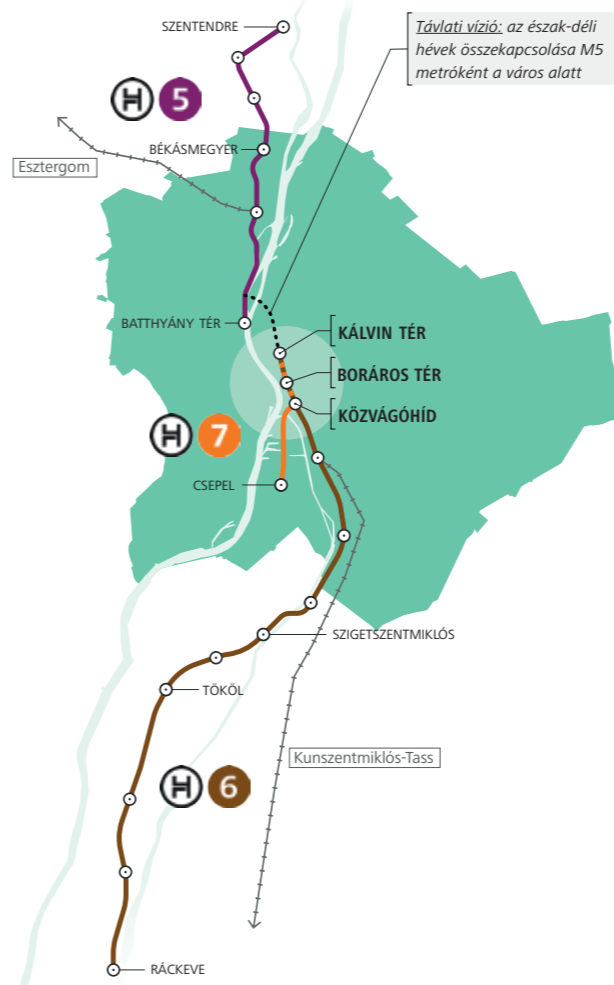 SZENTENDRE
Távlati vízió: az észak-déli
hévek összekapcsolása M5
metróként a város alatt
H 5
BÉKÁSMEGYER
Esztergom
BATTHYÁNY TÉR
KÁLVIN TÉR
BORÁROS TÉR
KÖZVÁGÓHÍD
H 7
CSEPEL
SZIGETSZENTMIKLÓS
TÖKÖL
Kunszentmiklós-Tass
H 6
RÁCKEVE